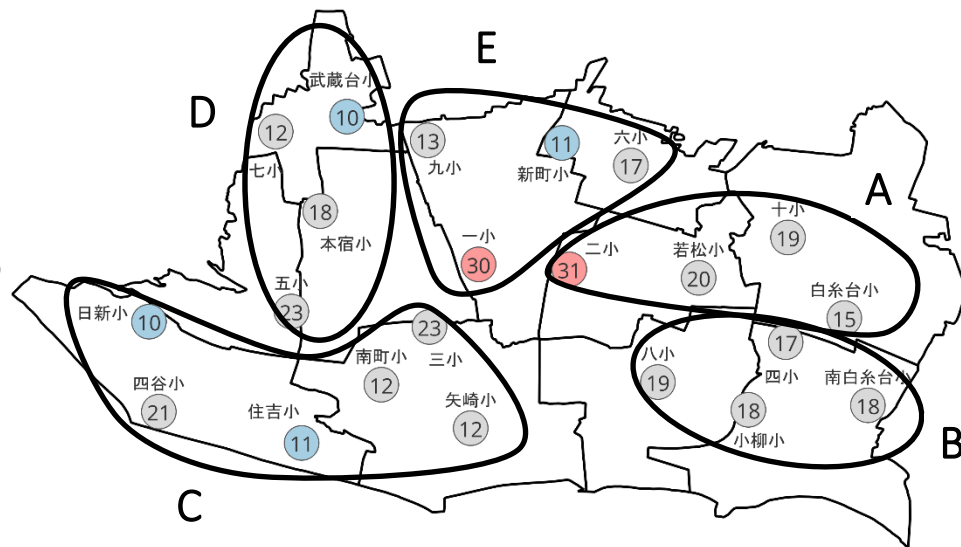 E
D
武蔵台小
10
12
七小
18
本宿小
五小
23
13
九小
11
新町小
六小
17
一小
30
A
十小
19
二小
31
若松小
20
白糸台小
15
日新小
10
四谷小
21
住吉小
11
23
三小
南町小
12
矢崎小
12
C
八小
19
17
四小
18
小柳小
南白糸台小
18
B